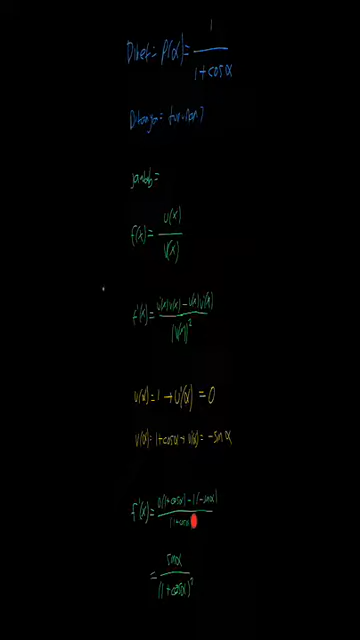 Diket = f(α) = 1 / (1 + cos α)
Ditanya = turunan ?
jawab =
f(x) = u(x) / v(x)
f'(x) = u'(x) v(x) - u(x) v'(x) / (v(x))²
u(α) = 1 → u'(α) = 0
v(α) = 1 + cos α → v'(α) = - sin α
f'(x) = 0(1 + cos α) - 1(- sin α) / (1 + cos
= sin α / (1 + cos α)²